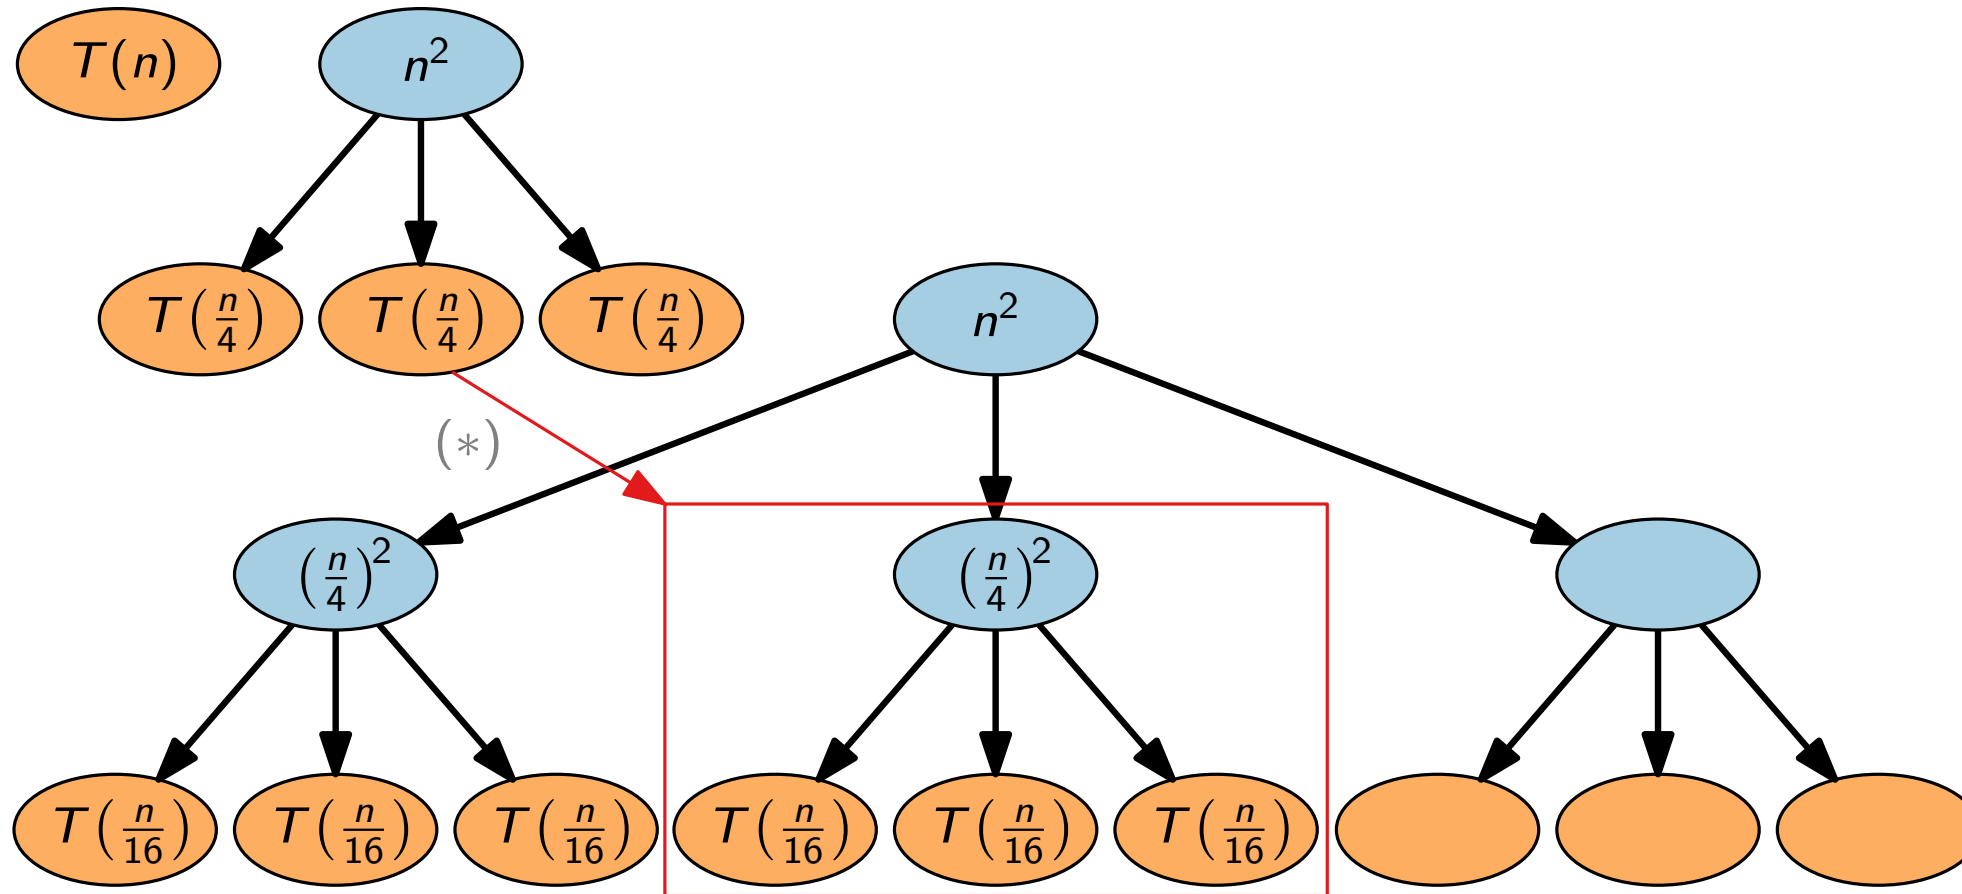 T(n) n²
T(n/4) T(n/4) T(n/4) n²
(*)
(n/4)² (n/4)²
T(n/16) T(n/16) T(n/16) T(n/16) T(n/16) T(n/16)